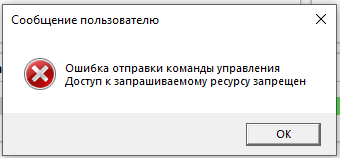 Сообщение пользователю
Ошибка отправки команды управления
Доступ к запрашиваемому ресурсу запрещен
OK